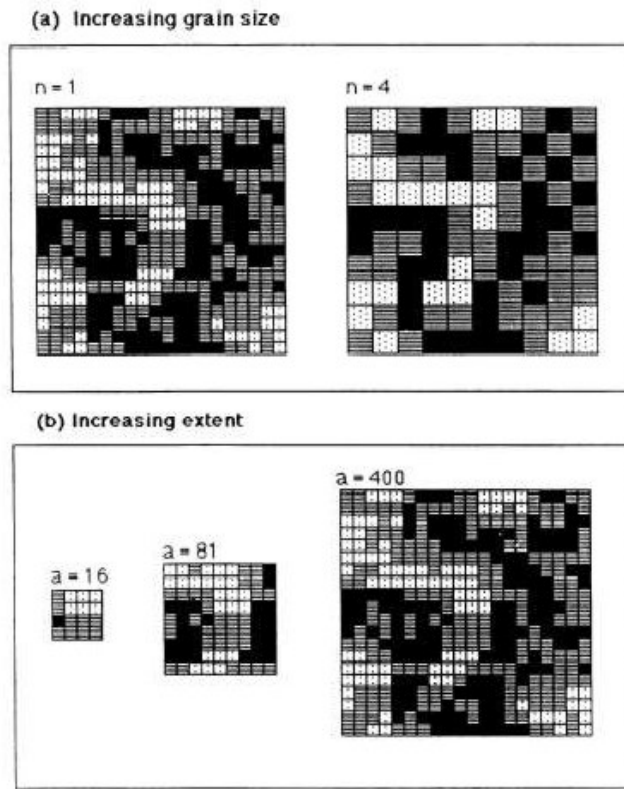 (a) Increasing grain size
n = 1
n = 4
(b) Increasing extent
a = 16
a = 81
a = 400